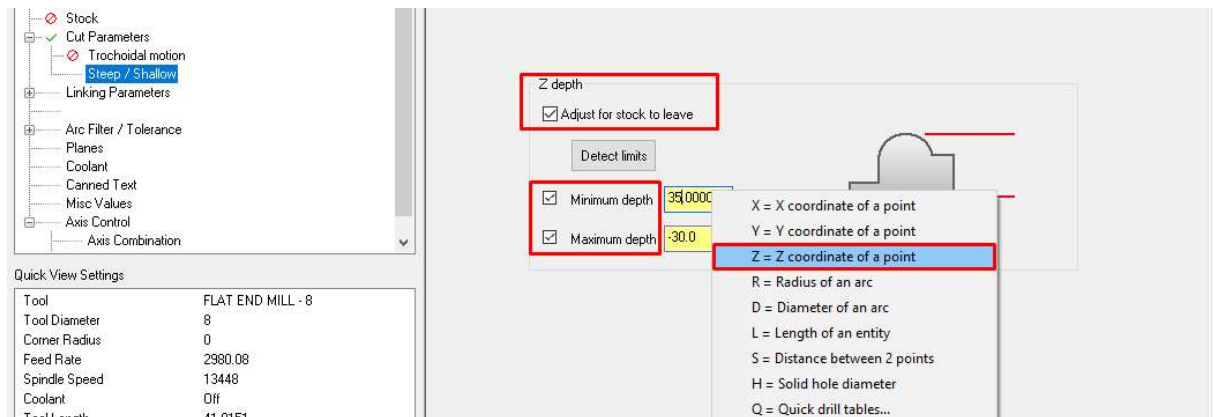 Stock
Cut Parameters
Trochoidal motion
Steep / Shallow
Linking Parameters
Arc Filter / Tolerance
Planes
Coolant
Canned Text
Misc Values
Axis Control
Axis Combination
Quick View Settings
Tool FLAT END MILL - 8
Tool Diameter 8
Corner Radius 0
Feed Rate 2980.08
Spindle Speed 13448
Coolant Off
Z depth
Adjust for stock to leave
Detect limits
Minimum depth 35.0000
Maximum depth -30.0
X = X coordinate of a point
Y = Y coordinate of a point
Z = Z coordinate of a point
R = Radius of an arc
D = Diameter of an arc
L = Length of an entity
S = Distance between 2 points
H = Solid hole diameter
Q = Quick drill tables...